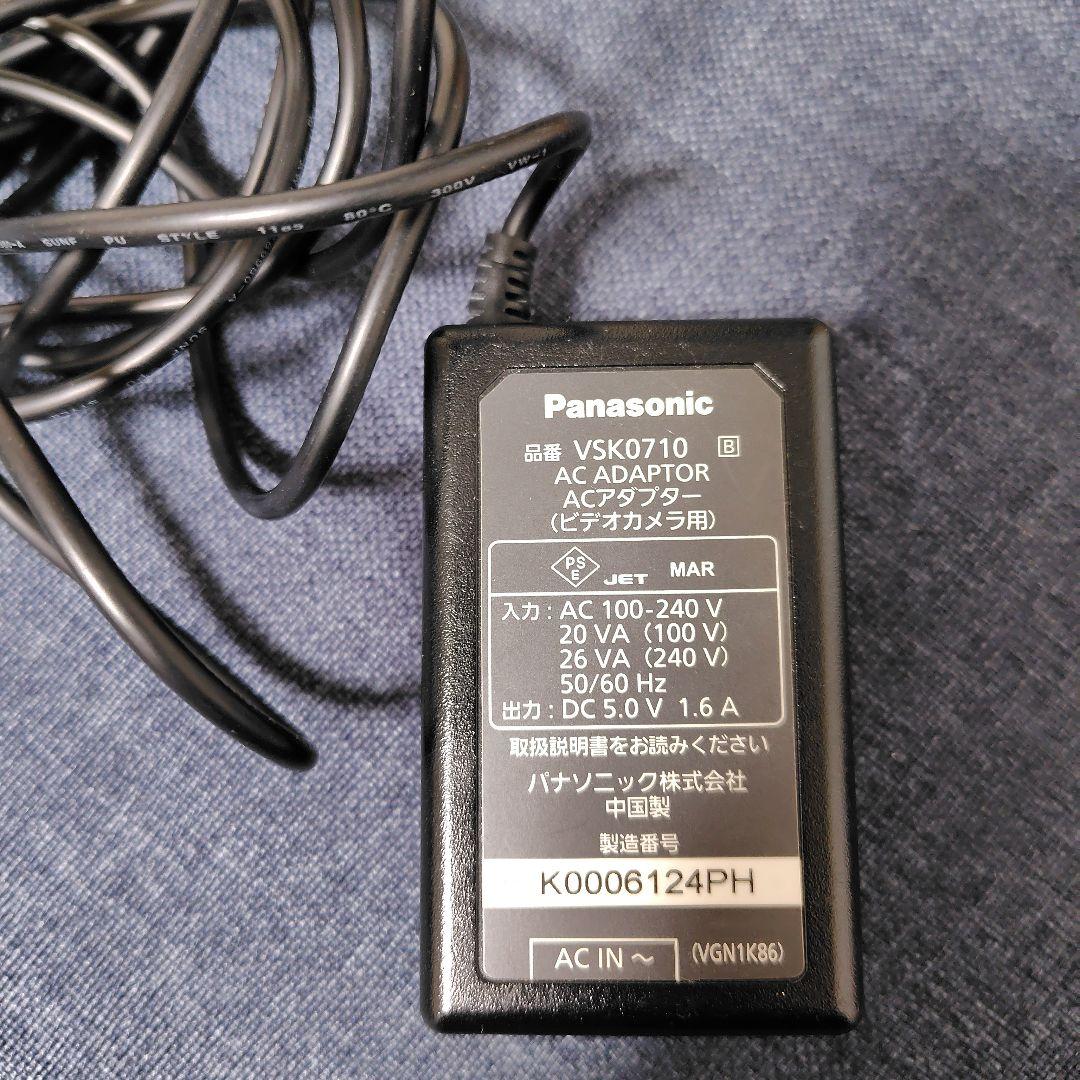 SUNF PU STYLE 1185 80°C 300V VW-1
Panasonic
品番 VSK0710 B
AC ADAPTOR
ACアダプター
(ビデオカメラ用)
PS E JET MAR
入力 : AC 100-240 V
20 VA (100 V)
26 VA (240 V)
50/60 Hz
出力 : DC 5.0 V 1.6 A
取扱説明書をお読みください
パナソニック株式会社
中国製
製造番号
K0006124PH
AC IN ～ (VGN1K86)